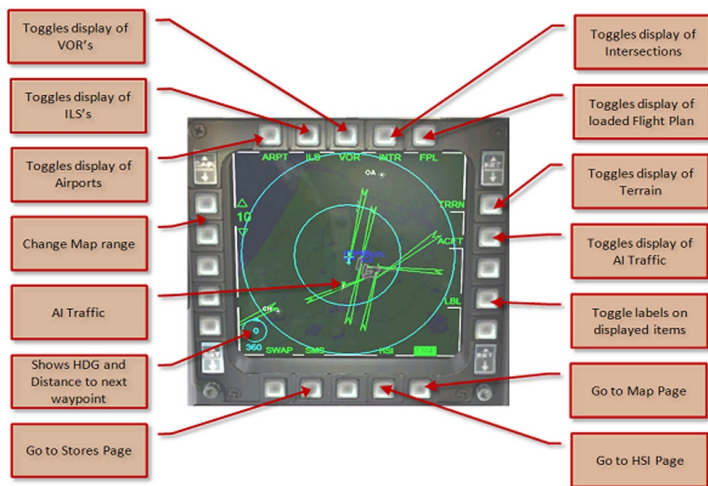 Toggles display of
VOR's
Toggles display of
ILS's
Toggles display of
Airports
Change Map range
AI Traffic
Shows HDG and
Distance to next
waypoint
Go to Stores Page
ARPT ILS VOR INTR FPL
OA
TRRN
10
ACFT
LBL
360
SWAP SMS HSI
Toggles display of
Intersections
Toggles display of
loaded Flight Plan
Toggles display of
Terrain
Toggles display of
AI Traffic
Toggle labels on
displayed items
Go to Map Page
Go to HSI Page